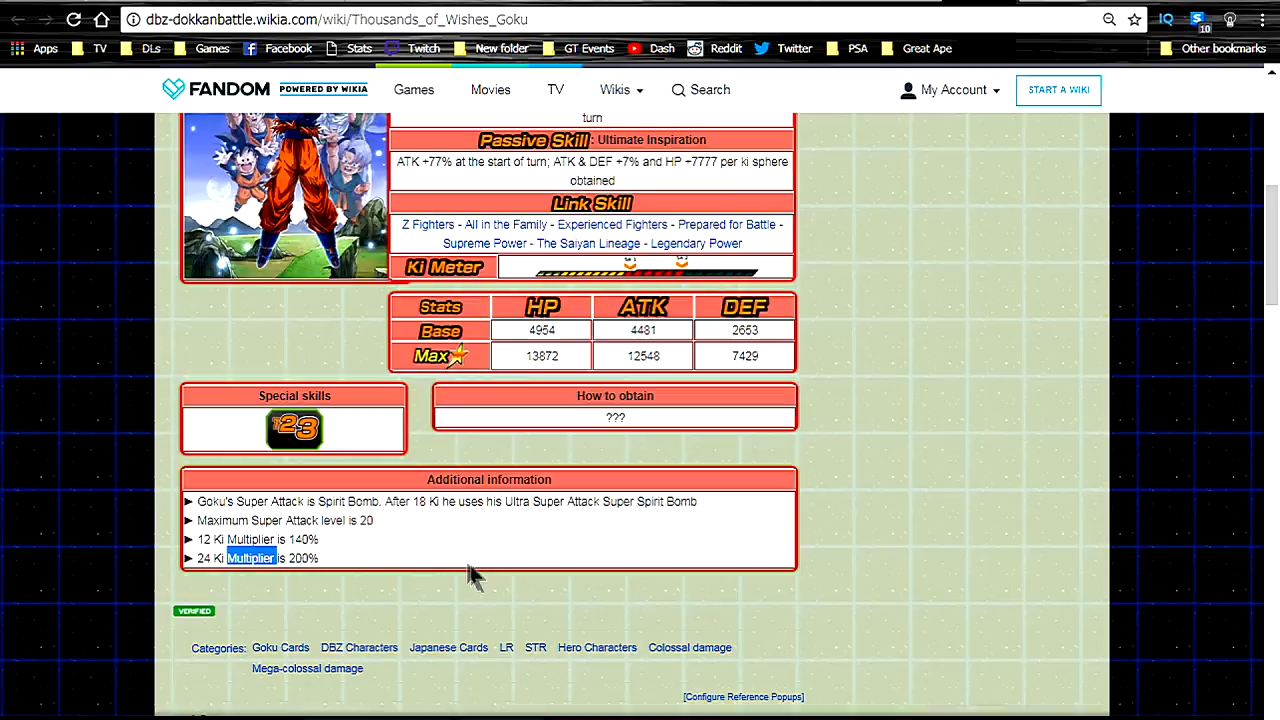 dbz-dokkanbattle.wikia.com/wiki/Thousands_of_Wishes_Goku
IQ
10
Apps TV DLs Games Facebook Stats Twitch New folder GT Events Dash Reddit Twitter PSA Great Ape Other bookmarks
FANDOM POWERED BY WIKIA Games Movies TV Wikis Search My Account START A WIKI
turn
Passive Skill: Ultimate Inspiration
ATK +77% at the start of turn; ATK & DEF +7% and HP +7777 per ki sphere
obtained
Link Skill
Z Fighters - All in the Family - Experienced Fighters - Prepared for Battle -
Supreme Power - The Saiyan Lineage - Legendary Power
Ki Meter
Stats HP ATK DEF
Base 4954 4481 2653
Max 13872 12548 7429
Special skills
How to obtain
???
Additional information
► Goku's Super Attack is Spirit Bomb. After 18 Ki he uses his Ultra Super Attack Super Spirit Bomb
► Maximum Super Attack level is 20
► 12 Ki Multiplier is 140%
► 24 Ki Multiplier is 200%
VERIFIED
Categories: Goku Cards DBZ Characters Japanese Cards LR STR Hero Characters Colossal damage
Mega-colossal damage
[Configure Reference Popups]